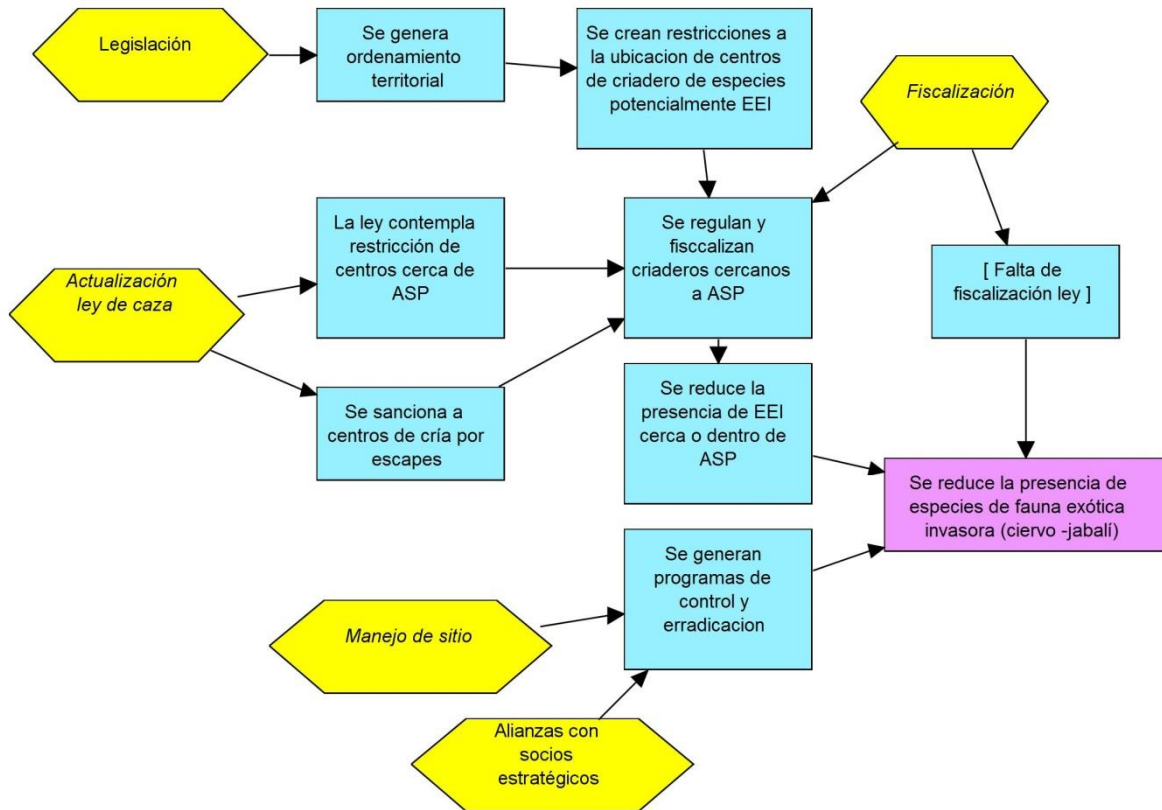 Legislación
Se genera
ordenamiento
territorial
Se crean restricciones a
la ubicacion de centros
de criadero de especies
potencialmente EEI
Fiscalización
Actualización
ley de caza
La ley contempla
restricción de
centros cerca de
ASP
Se regulan y
fisccalizan
criaderos cercanos
a ASP
[ Falta de
fiscalización ley ]
Se sanciona a
centros de cría por
escapes
Se reduce la
presencia de EEI
cerca o dentro de
ASP
Se reduce la presencia de
especies de fauna exótica
invasora (ciervo -jabalí)
Se generan
programas de
control y
erradicacion
Manejo de sitio
Alianzas con
socios
estratégicos